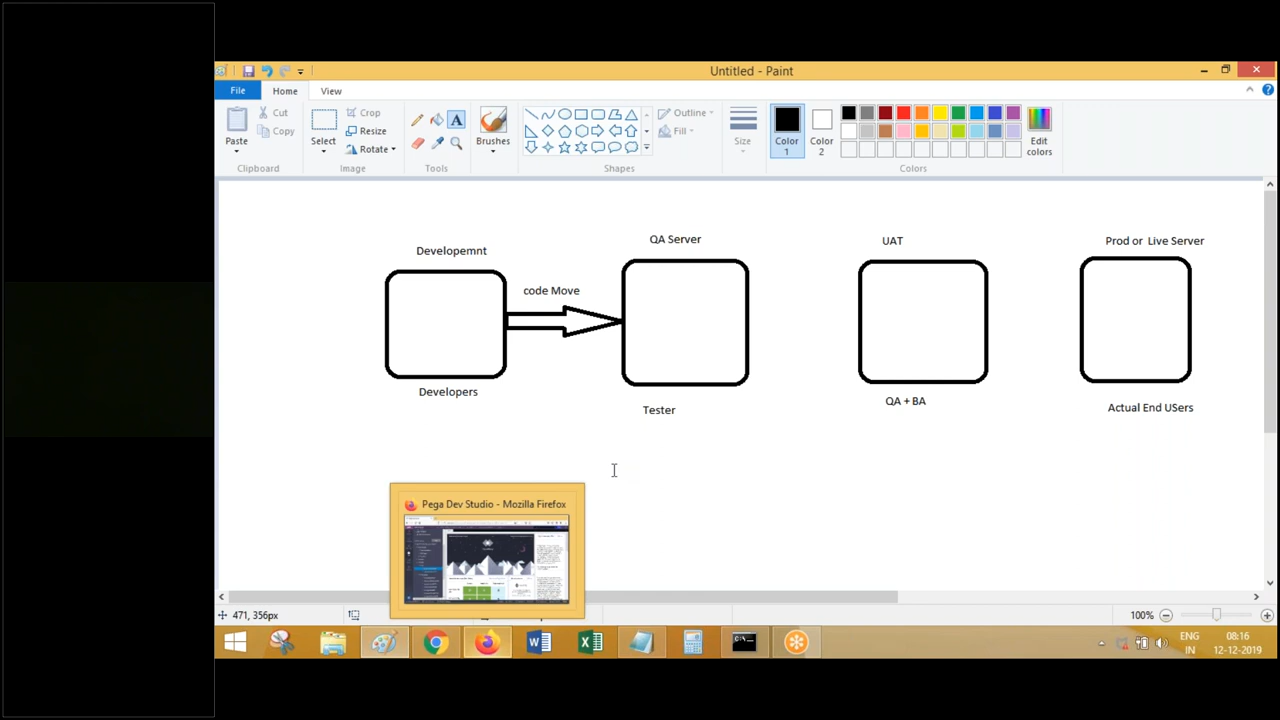 Untitled - Paint
File
Home
View
Paste
Cut
Copy
Clipboard
Select
Crop
Resize
Rotate
Image
Tools
Brushes
Shapes
Outline
Fill
Size
Color 1
Color 2
Edit colors
Colors
Developemnt
QA Server
UAT
Prod or Live Server
code Move
Developers
Tester
QA + BA
Actual End USers
Pega Dev Studio - Mozilla Firefox
471, 356px
100%
ENG
IN
08:16
12-12-2019